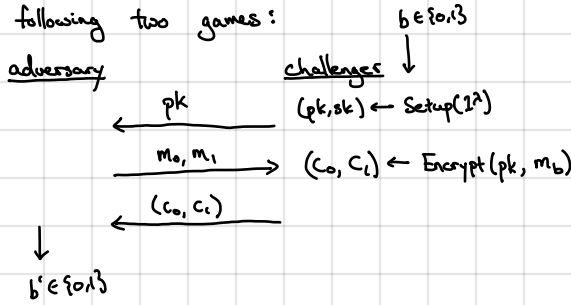 following two games:
b ∈ {0,1}
adversary challenger
pk (pk,sk) ← Setup(1^λ)
m₀, m₁ (C₀, C₁) ← Encrypt(pk, m_b)
(C₀, C₁)
b' ∈ {0,1}